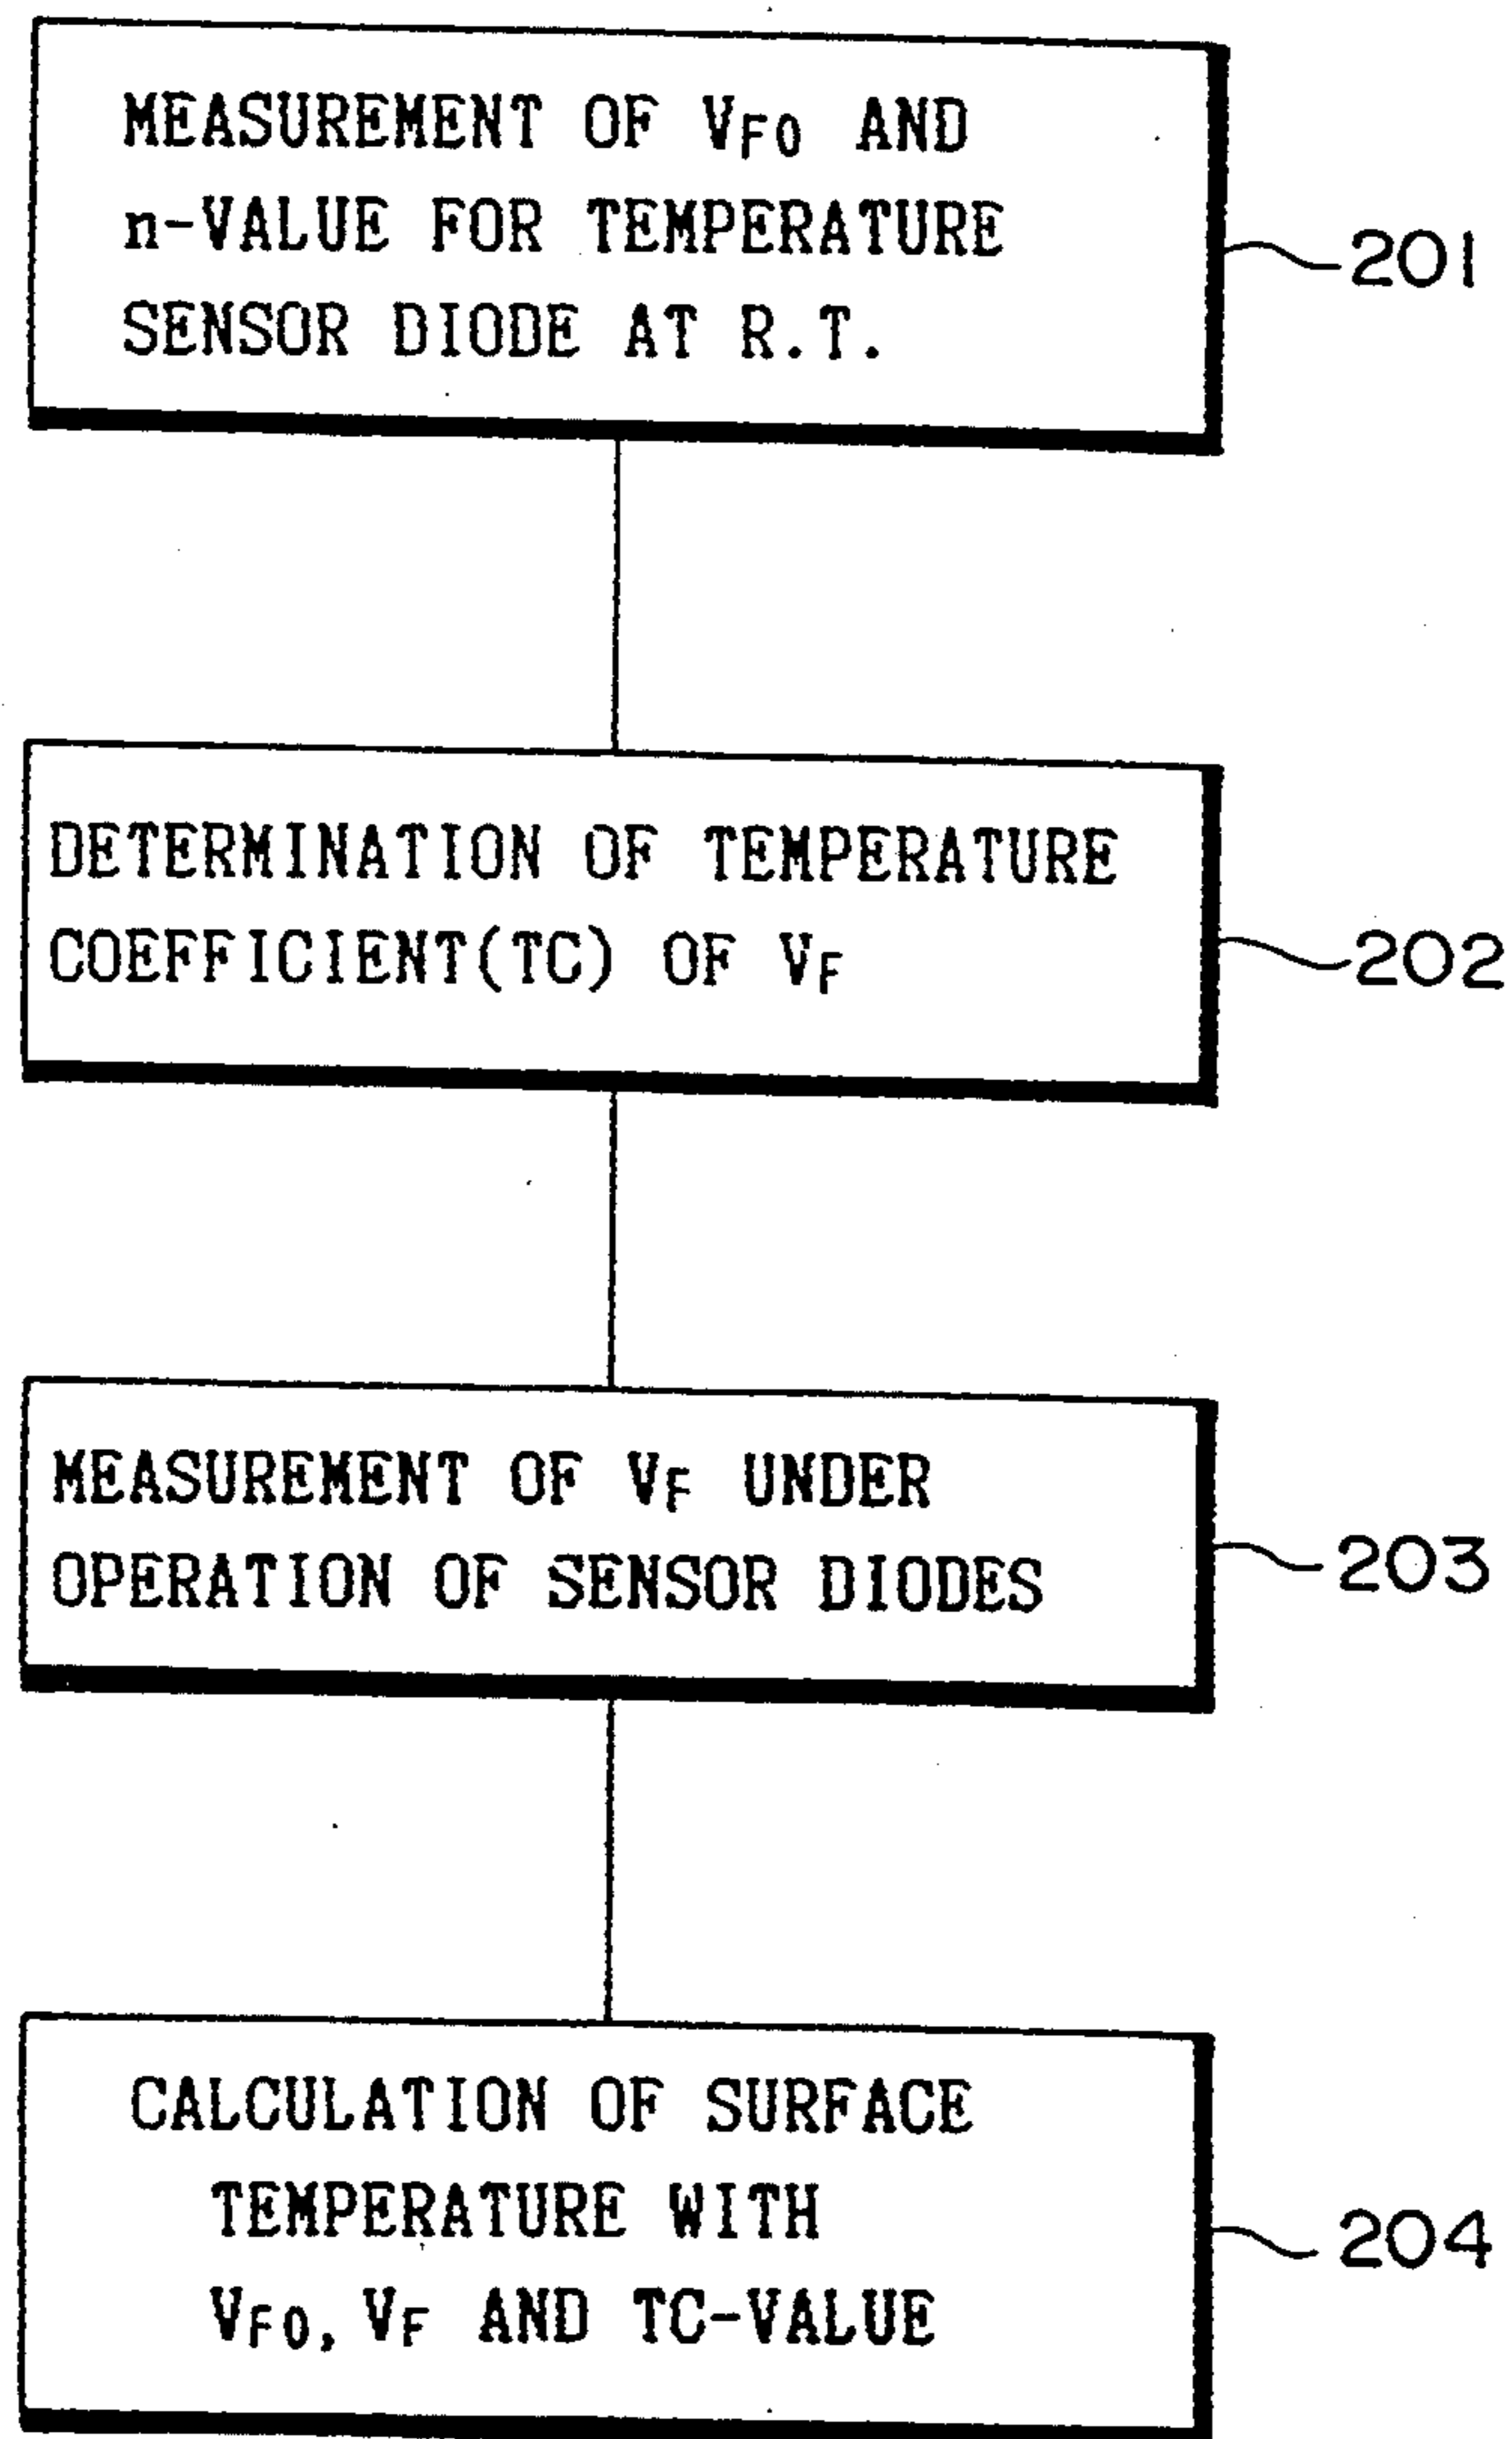 MEASUREMENT OF VF0 AND
n-VALUE FOR TEMPERATURE
SENSOR DIODE AT R.T.
201
DETERMINATION OF TEMPERATURE
COEFFICIENT(TC) OF VF
202
MEASUREMENT OF VF UNDER
OPERATION OF SENSOR DIODES
203
CALCULATION OF SURFACE
TEMPERATURE WITH
VF0, VF AND TC-VALUE
204